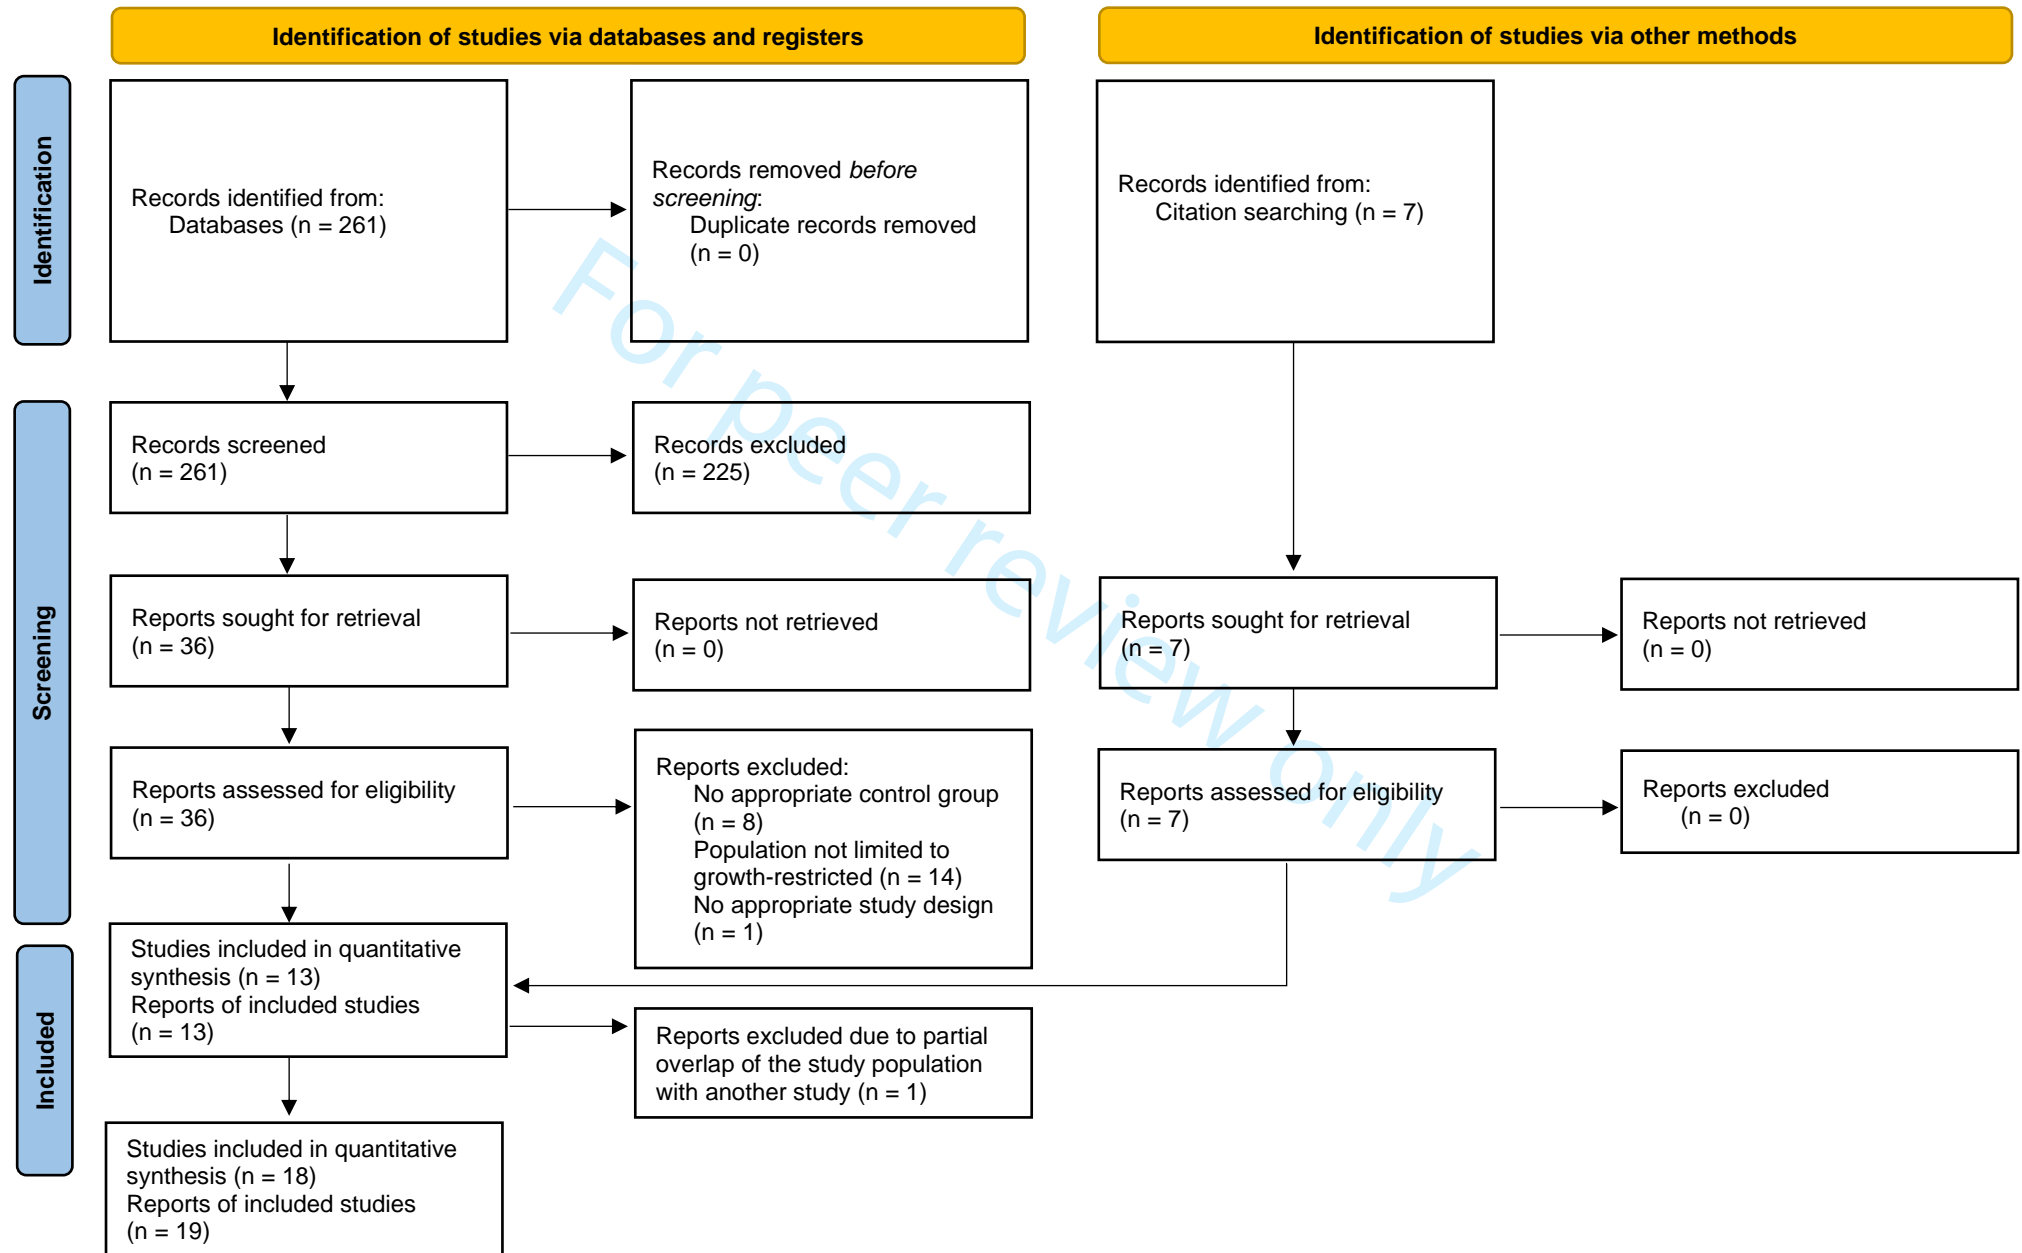 Identification of studies via databases and registers
Identification of studies via other methods
Identification
Records identified from:
Databases (n = 261)
Records removed before
screening:
Duplicate records removed
(n = 0)
Records identified from:
Citation searching (n = 7)
Screening
Records screened
(n = 261)
Records excluded
(n = 225)
Reports sought for retrieval
(n = 36)
Reports not retrieved
(n = 0)
Reports sought for retrieval
(n = 7)
Reports not retrieved
(n = 0)
Reports assessed for eligibility
(n = 36)
Reports excluded:
No appropriate control group
(n = 8)
Population not limited to
growth-restricted (n = 14)
No appropriate study design
(n = 1)
Reports assessed for eligibility
(n = 7)
Reports excluded
(n = 0)
Included
Studies included in quantitative
synthesis (n = 13)
Reports of included studies
(n = 13)
Reports excluded due to partial
overlap of the study population
with another study (n = 1)
Studies included in quantitative
synthesis (n = 18)
Reports of included studies
(n = 19)
For peer review only